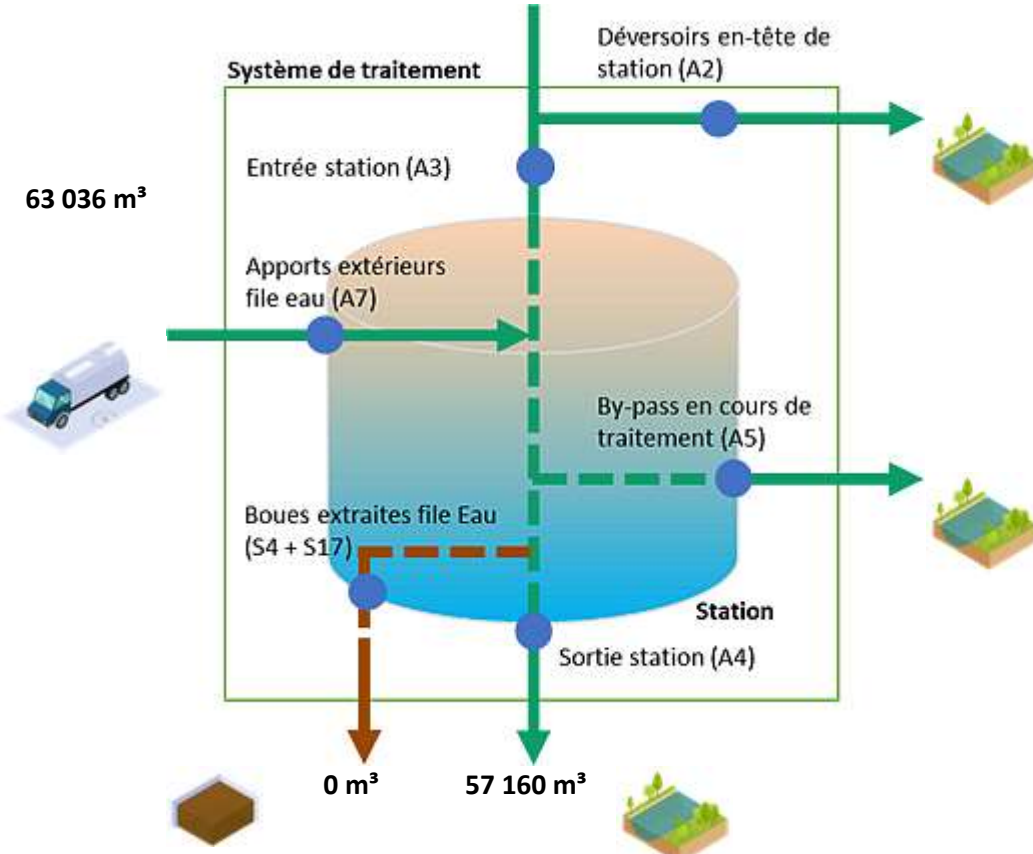 Déversoirs en-tête de
station (A2)
Système de traitement
Entrée station (A3)
63 036 m³
Apports extérieurs
file eau (A7)
By-pass en cours de
traitement (A5)
Boues extraites file Eau
(S4 + S17)
Station
Sortie station (A4)
0 m³
57 160 m³